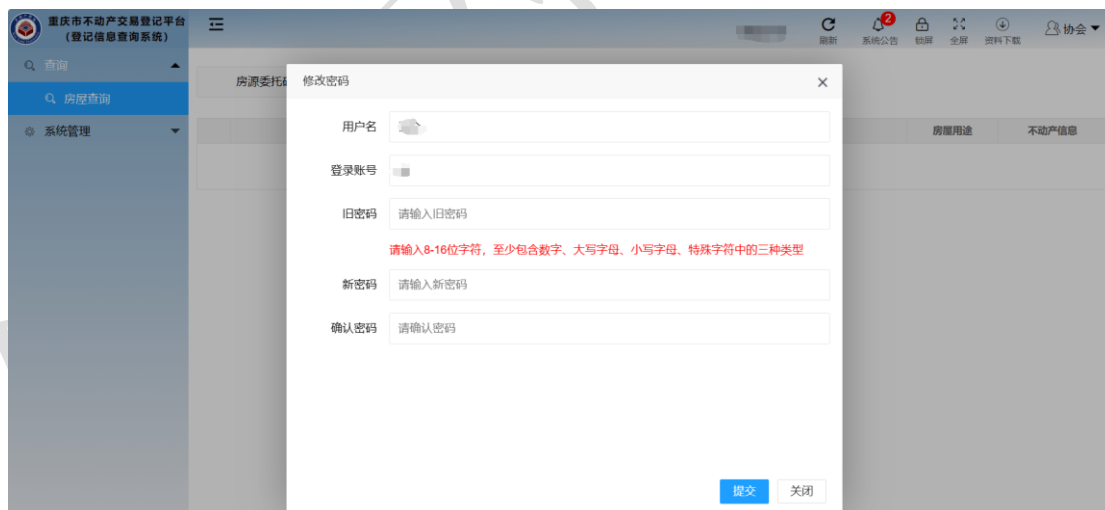 重庆市不动产交易登记平台
(登记信息查询系统)
2
刷新 系统公告 锁屏 全屏 资料下载 协会
查询
房屋查询
系统管理
房源委托
修改密码
房屋用途 不动产信息
用户名
登录账号
旧密码 请输入旧密码
请输入8-16位字符，至少包含数字、大写字母、小写字母、特殊字符中的三种类型
新密码 请输入新密码
确认密码 请确认密码
提交 关闭